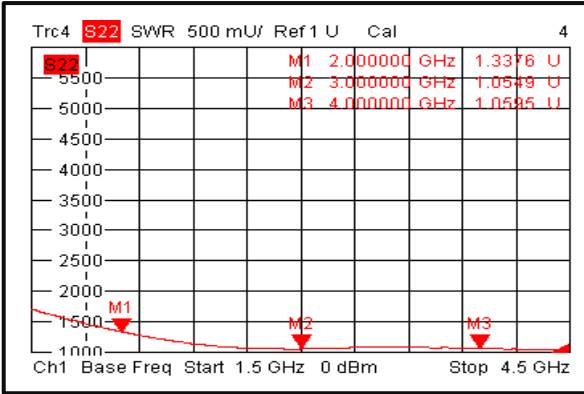 Trc4 S22 SWR 500 mU/ Ref 1 U Cal 4
S22
M1 2.000000 GHz 1.3376 U
M2 3.000000 GHz 1.0549 U
M3 4.000000 GHz 1.0595 U
5500
5000
4500
4000
3500
3000
2500
2000
M1
1500
M2
M3
1000
Ch1 Base Freq Start 1.5 GHz 0 dBm Stop 4.5 GHz